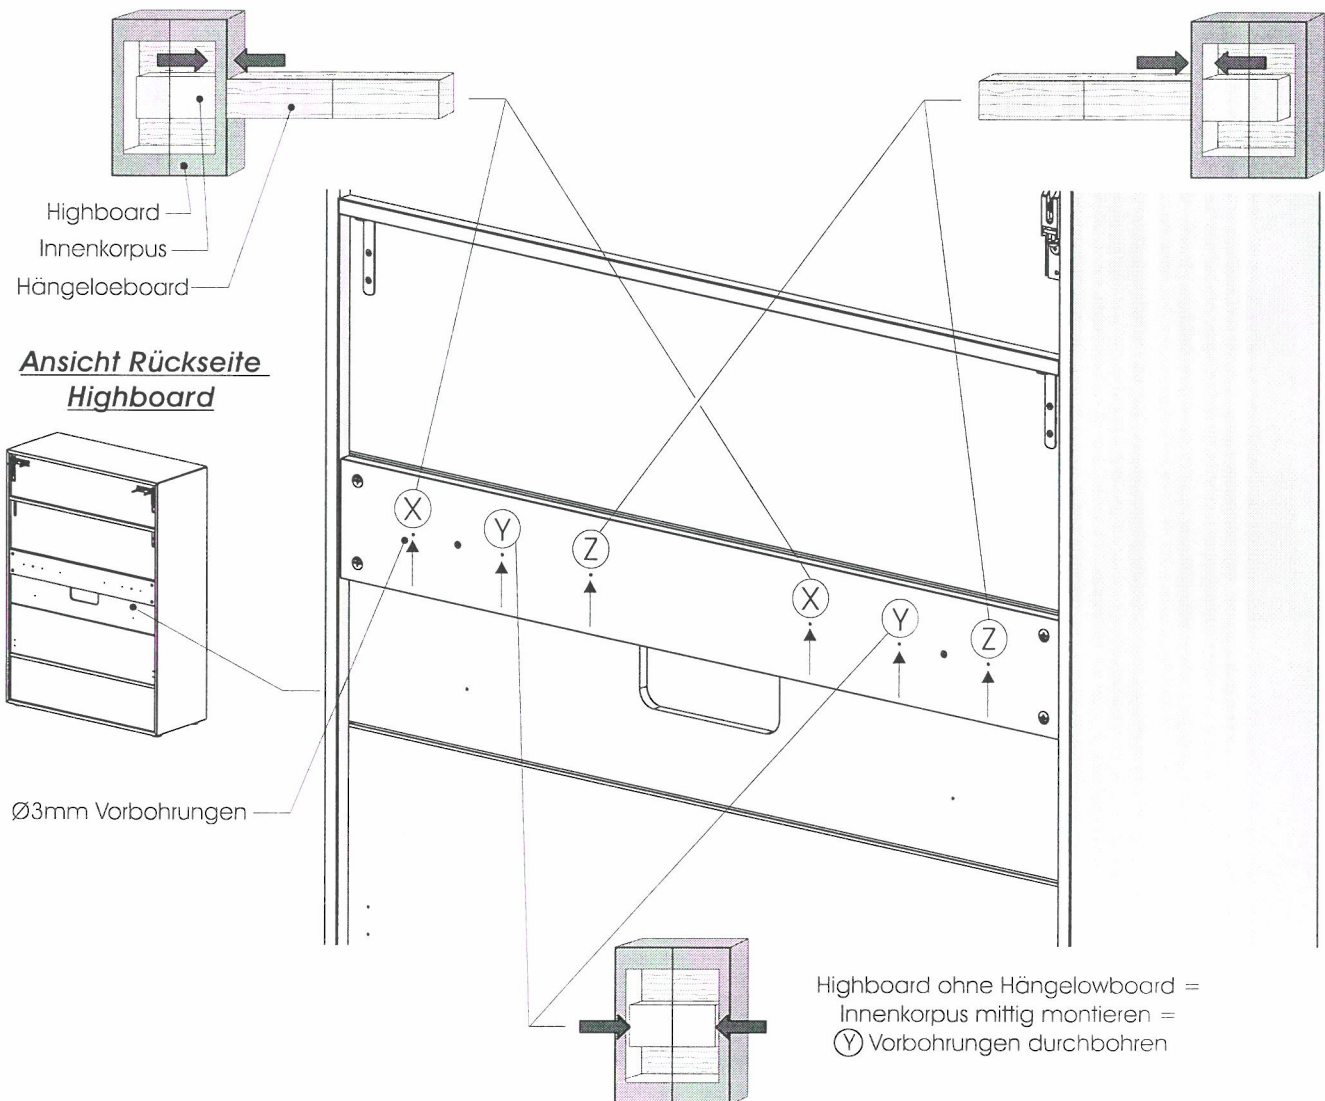 Highboard
Innenkorpus
Hängeloeboard
Ansicht Rückseite
Highboard
X
Y
Z
X
Y
Z
Ø3mm Vorbohrungen
Highboard ohne Hängelowboard =
Innenkorpus mittig montieren =
Y Vorbohrungen durchbohren